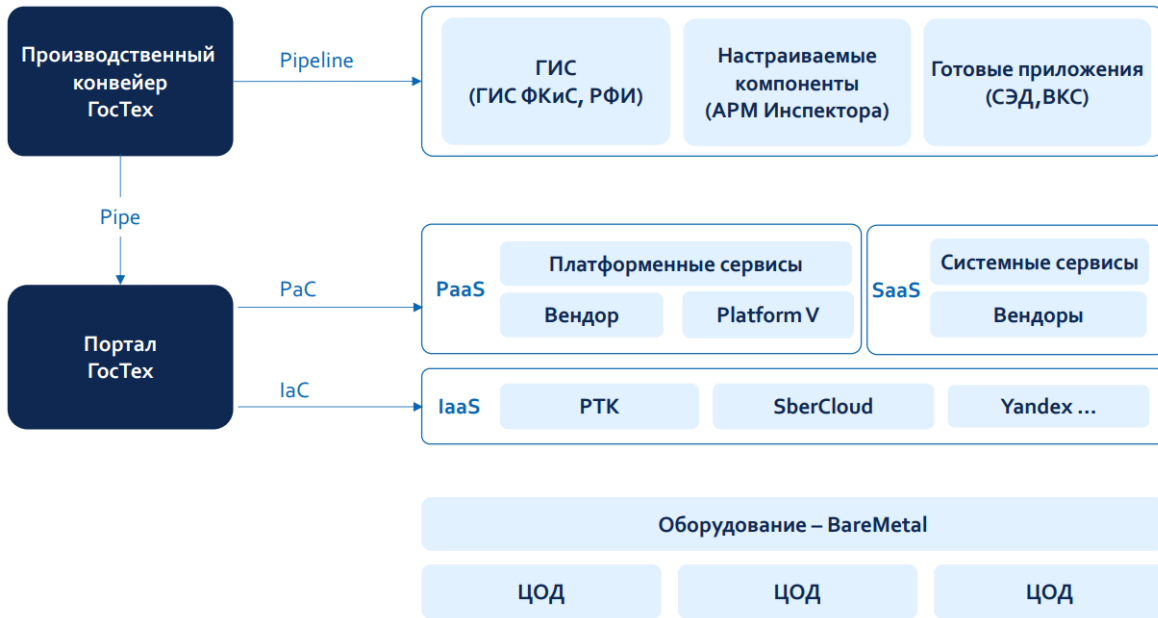 Производственный
конвейер
ГосТех
Pipeline
ГИС
(ГИС ФКиС, РФИ)
Настраиваемые
компоненты
(АРМ Инспектора)
Готовые приложения
(СЭД,ВКС)
Pipe
Портал
ГосТех
PaC
PaaS
Платформенные сервисы
Вендор
Platform V
SaaS
Системные сервисы
Вендоры
IaC
IaaS
РТК
SberCloud
Yandex ...
Оборудование – BareMetal
ЦОД
ЦОД
ЦОД